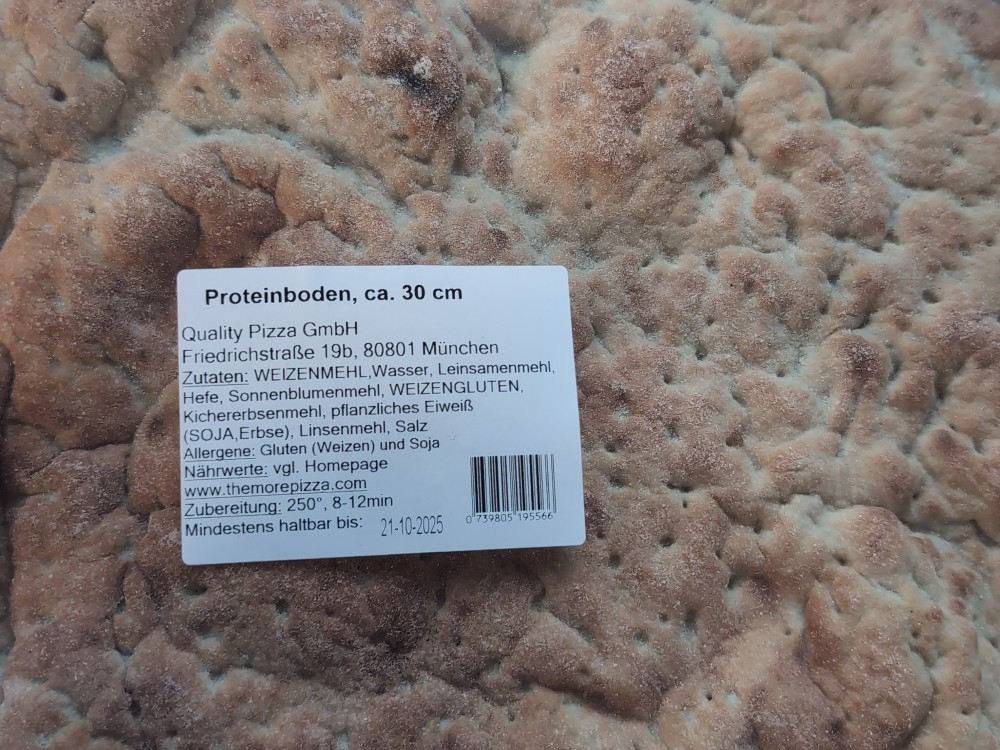 Proteinboden, ca. 30 cm
Quality Pizza GmbH
Friedrichstraße 19b, 80801 München
Zutaten: WEIZENMEHL,Wasser, Leinsamenmehl,
Hefe, Sonnenblumenmehl, WEIZENGLUTEN,
Kichererbsenmehl, pflanzliches Eiweiß
(SOJA,Erbse), Linsenmehl, Salz
Allergene: Gluten (Weizen) und Soja
Nährwerte: vgl. Homepage
www.themorepizza.com
Zubereitung: 250°, 8-12min
Mindestens haltbar bis: 21-10-2025
0 739805 195566